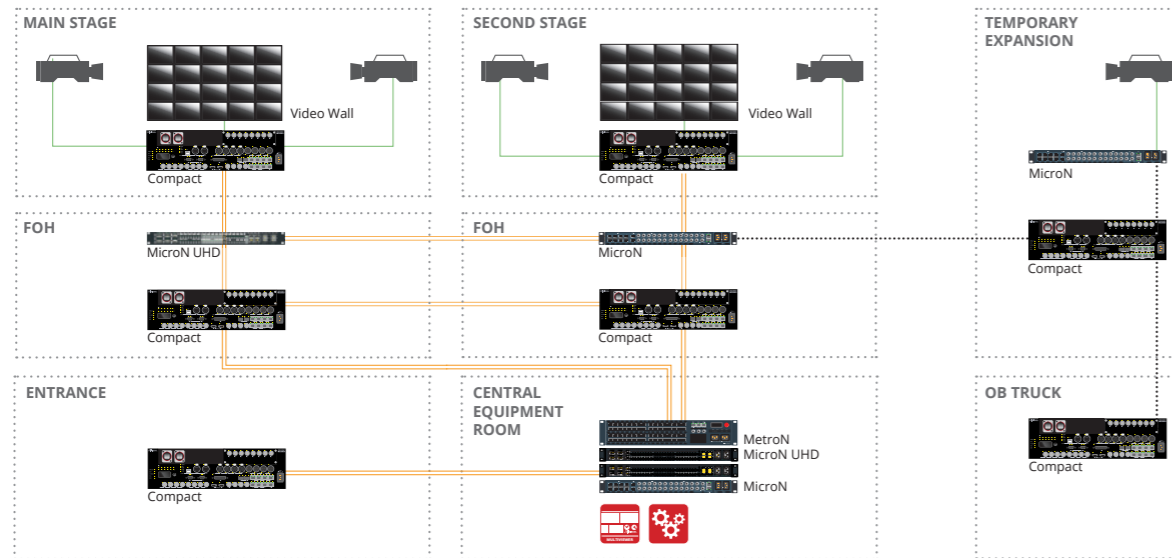 MAIN STAGE
Video Wall
Compact
SECOND STAGE
Video Wall
Compact
TEMPORARY
EXPANSION
MicroN
Compact
FOH
MicroN UHD
Compact
FOH
MicroN
Compact
ENTRANCE
Compact
CENTRAL
EQUIPMENT
ROOM
MetroN
MicroN UHD
MicroN
MULTIVIEWER
OB TRUCK
Compact